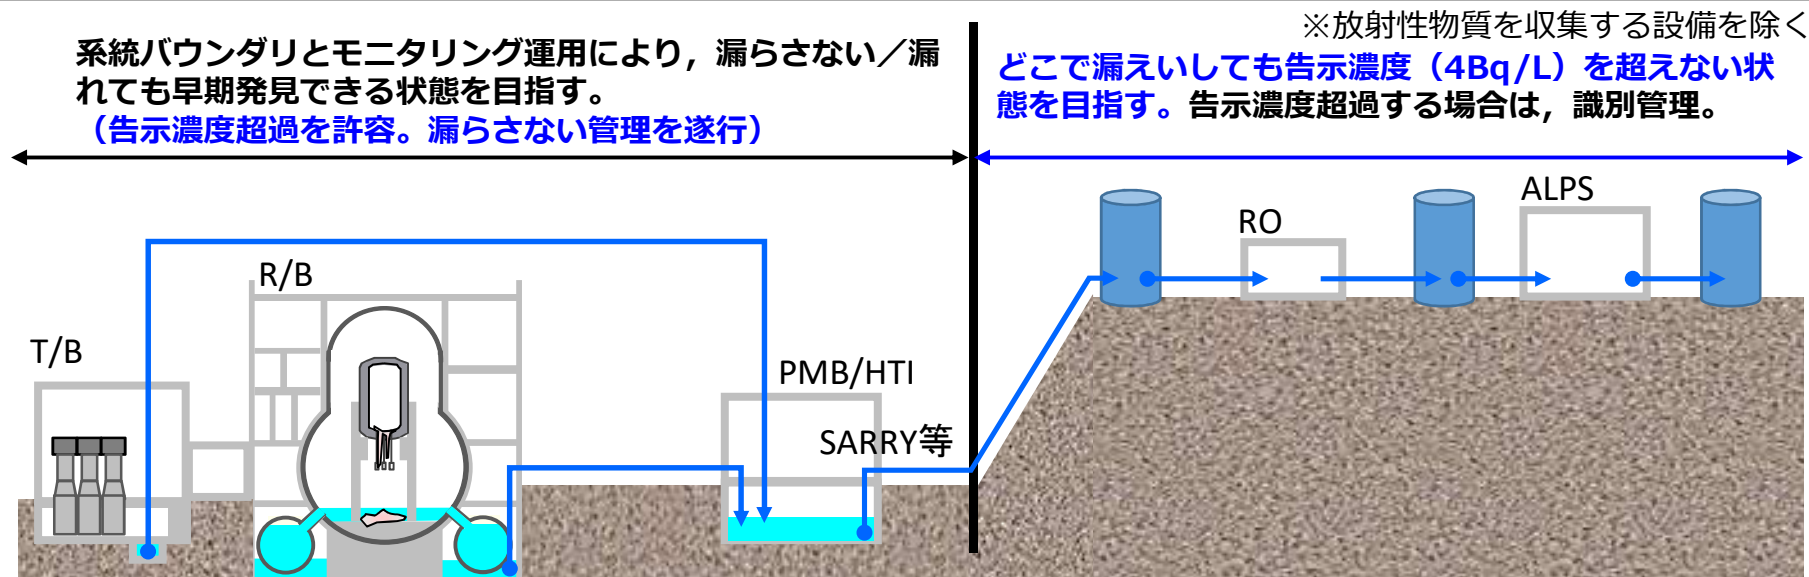 ※放射性物質を収集する設備を除く
系統バウンダリとモニタリング運用により，漏らさない／漏
れても早期発見できる状態を目指す。
（告示濃度超過を許容。漏らさない管理を遂行）
どこで漏えいしても告示濃度（4Bq/L）を超えない状
態を目指す。告示濃度超過する場合は，識別管理。
T/B
R/B
PMB/HTI
SARRY等
RO
ALPS